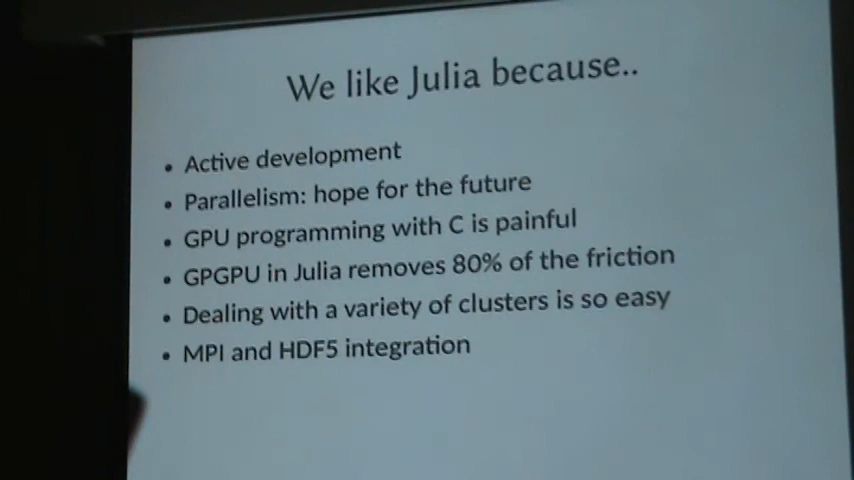 We like Julia because..
• Active development
• Parallelism: hope for the future
• GPU programming with C is painful
• GPGPU in Julia removes 80% of the friction
• Dealing with a variety of clusters is so easy
• MPI and HDF5 integration